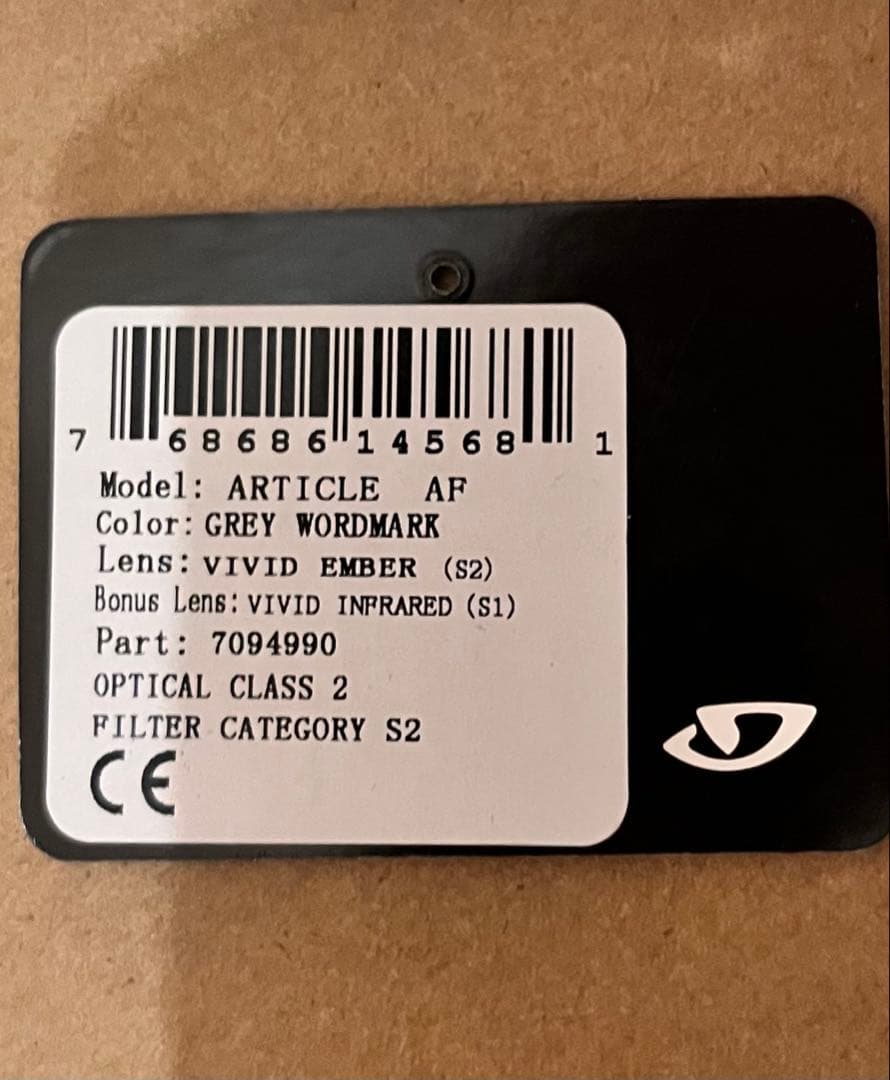 7 68686 14568 1
Model: ARTICLE AF
Color: GREY WORDMARK
Lens: VIVID EMBER (S2)
Bonus Lens: VIVID INFRARED (S1)
Part: 7094990
OPTICAL CLASS 2
FILTER CATEGORY S2
CE